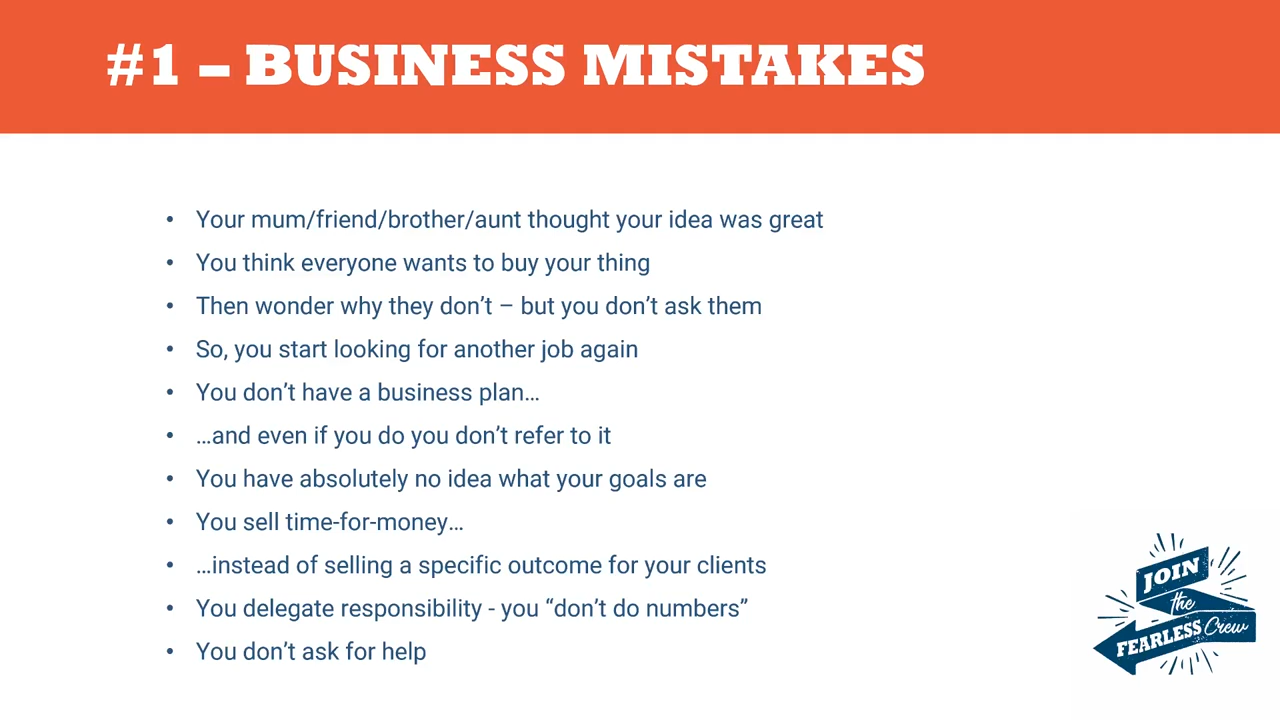 #1 – BUSINESS MISTAKES
• Your mum/friend/brother/aunt thought your idea was great
• You think everyone wants to buy your thing
• Then wonder why they don’t – but you don’t ask them
• So, you start looking for another job again
• You don’t have a business plan…
• …and even if you do you don’t refer to it
• You have absolutely no idea what your goals are
• You sell time-for-money…
• …instead of selling a specific outcome for your clients
• You delegate responsibility - you “don’t do numbers”
• You don’t ask for help
JOIN
the
FEARLESS Crew